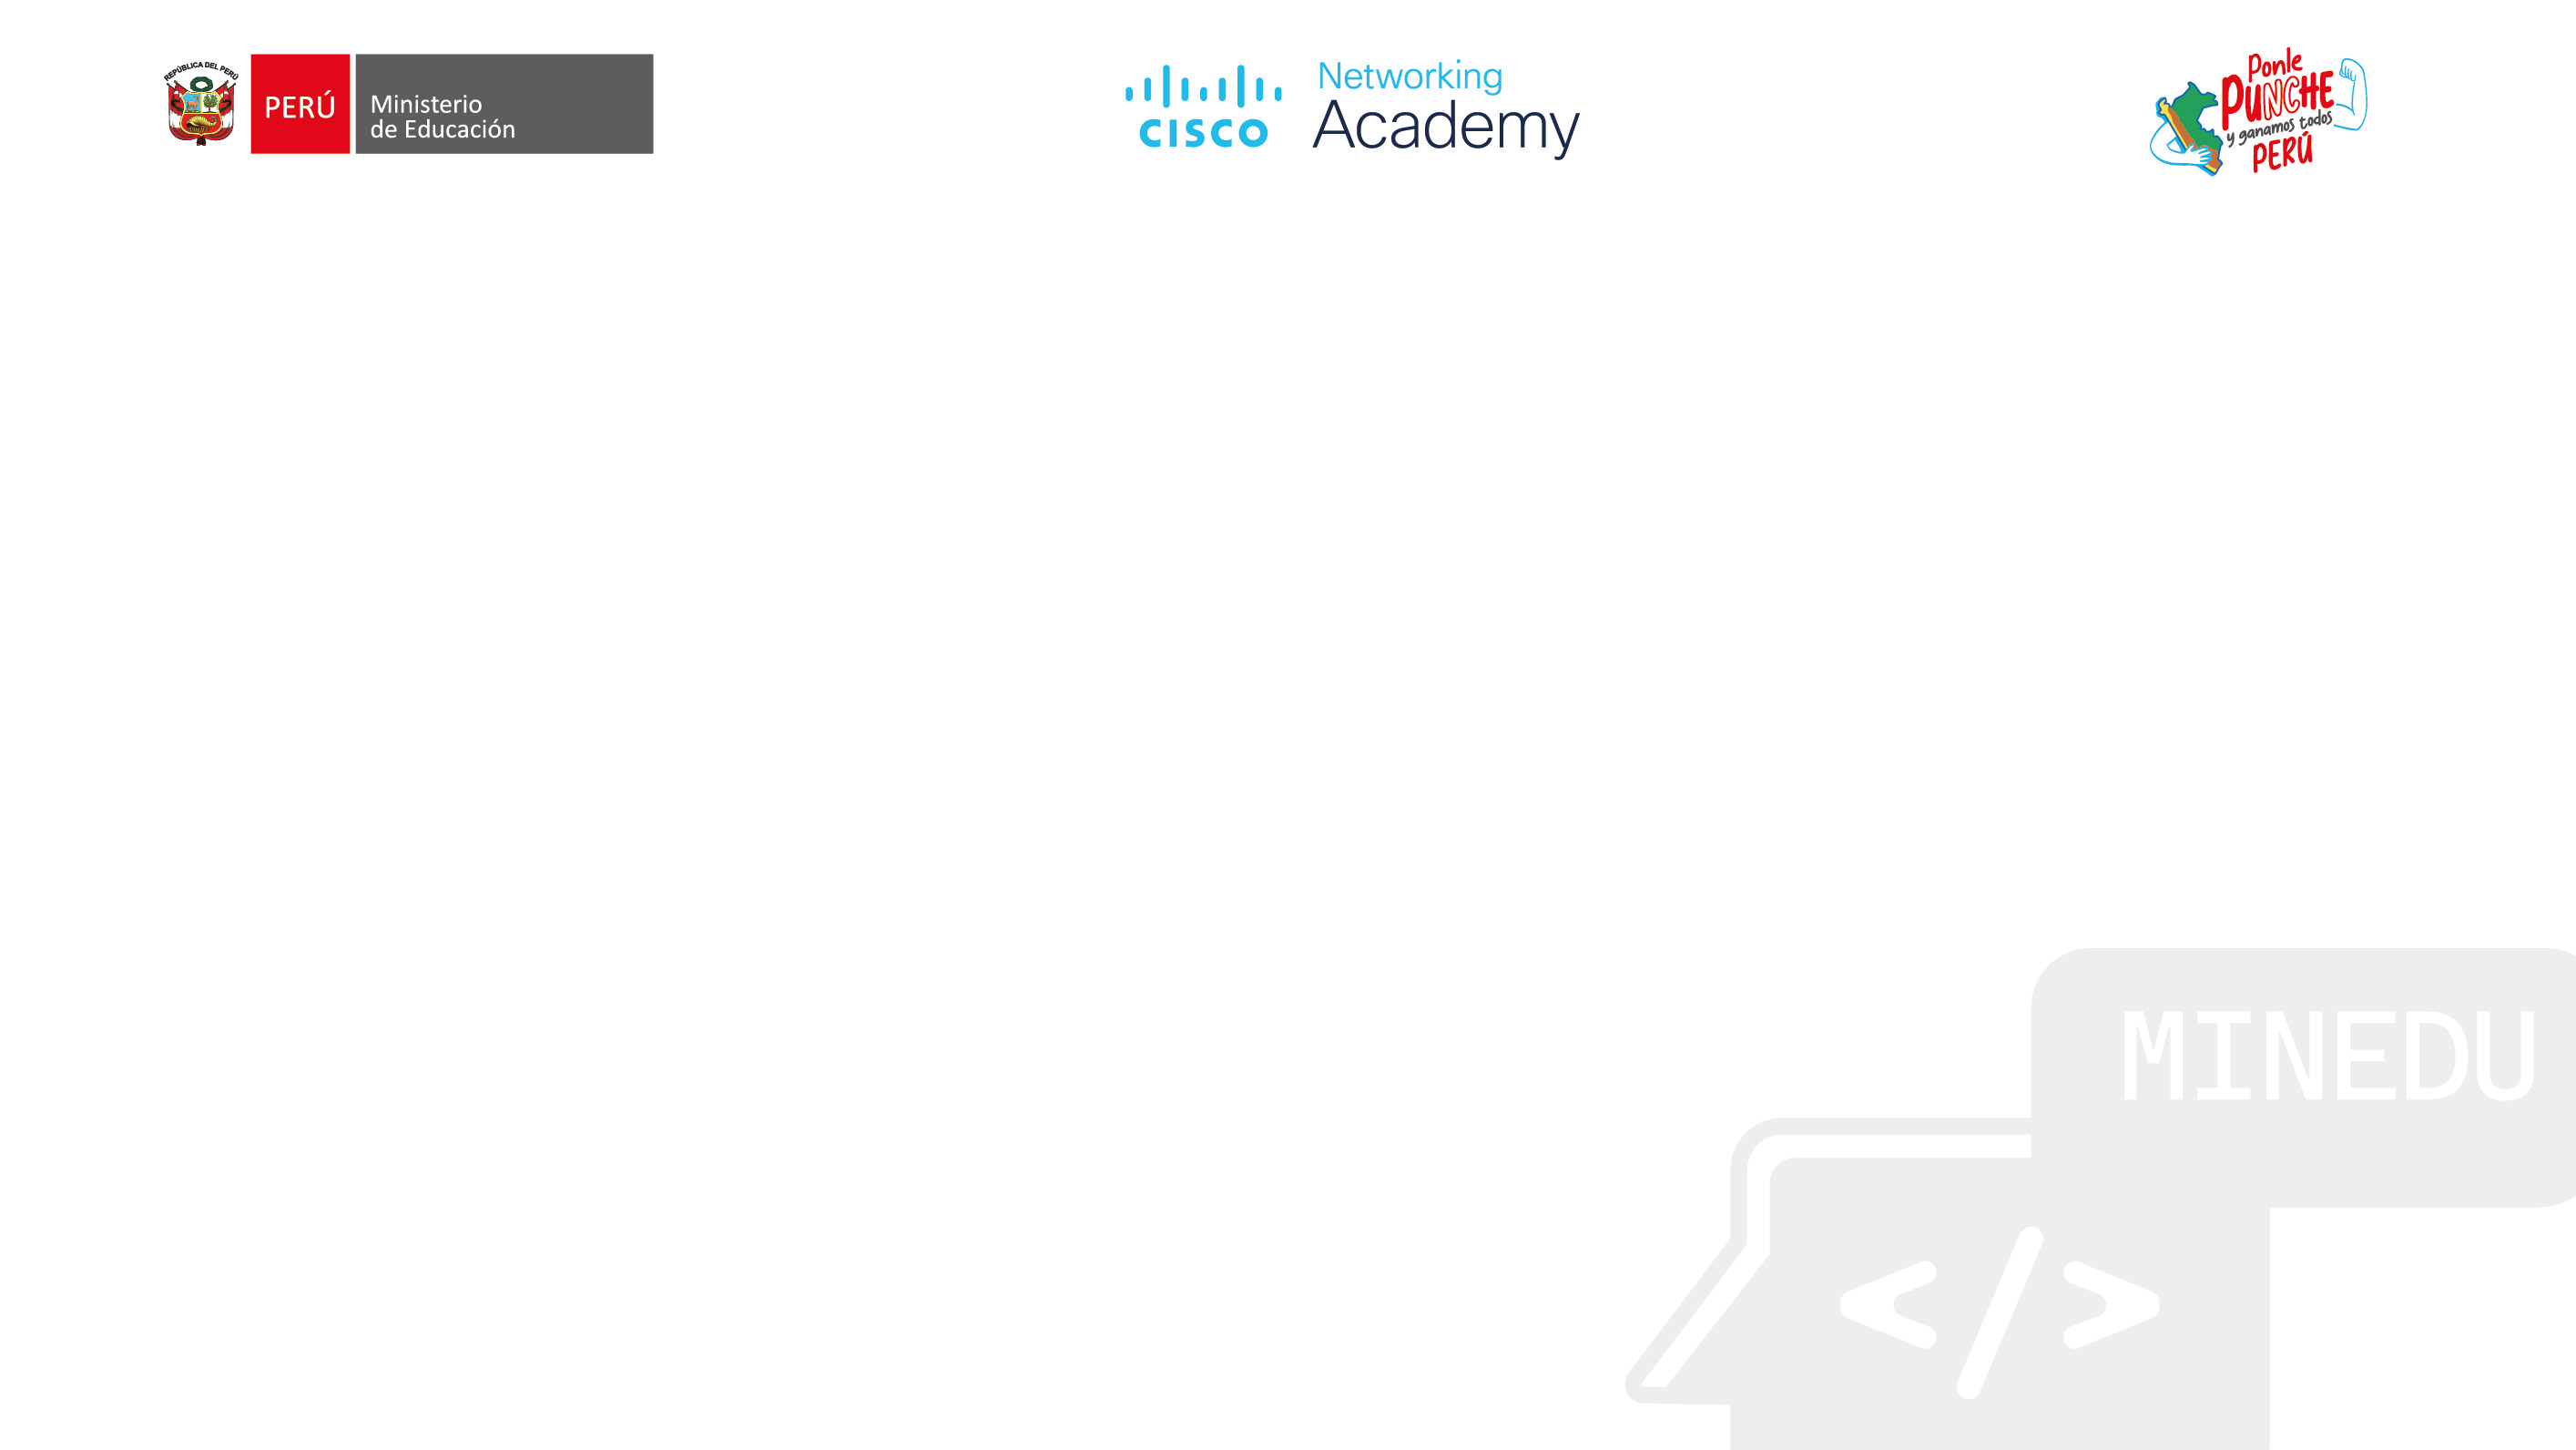 REPÚBLICA DEL PERÚ
PERÚ
Ministerio
de Educación
CISCO
Networking
Academy
Ponle
PUNCHE
y ganamos todos
PERÚ
MINEDU
</>